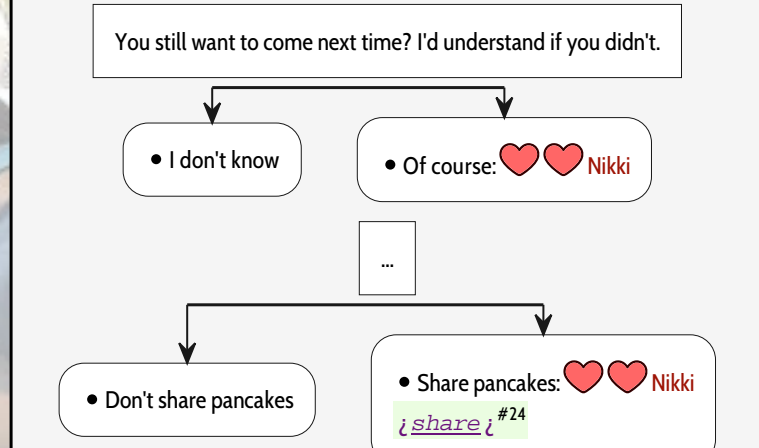 You still want to come next time? I'd understand if you didn't.
• I don't know
• Of course: Nikki
...
• Don't share pancakes
• Share pancakes: Nikki
¿share¿#24